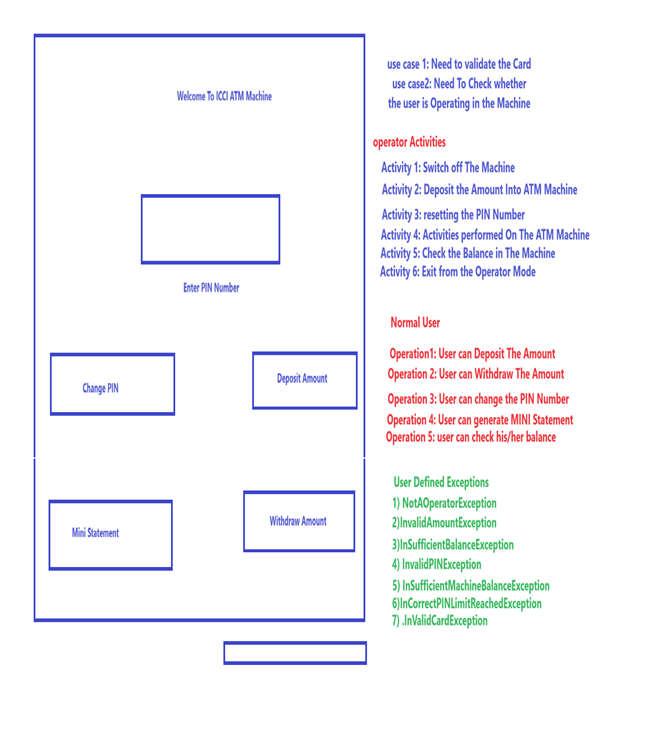 Welcome To ICCI ATM Machine
Enter PIN Number
Change PIN
Deposit Amount
Mini Statement
Withdraw Amount
use case 1: Need to validate the Card
use case2: Need To Check whether
the user is Operating in the Machine
operator Activities
Activity 1: Switch off The Machine
Activity 2: Deposit the Amount Into ATM Machine
Activity 3: resetting the PIN Number
Activity 4: Activities performed On The ATM Machine
Activity 5: Check the Balance in The Machine
Activity 6: Exit from the Operator Mode
Normal User
Operation1: User can Deposit The Amount
Operation 2: User can Withdraw The Amount
Operation 3: User can change the PIN Number
Operation 4: User can generate MINI Statement
Operation 5: user can check his/her balance
User Defined Exceptions
1) NotAOperatorException
2)InvalidAmountException
3)InSufficientBalanceException
4) InvalidPINException
5) InSufficientMachineBalanceException
6)InCorrectPINLimitReachedException
7) .InValidCardException